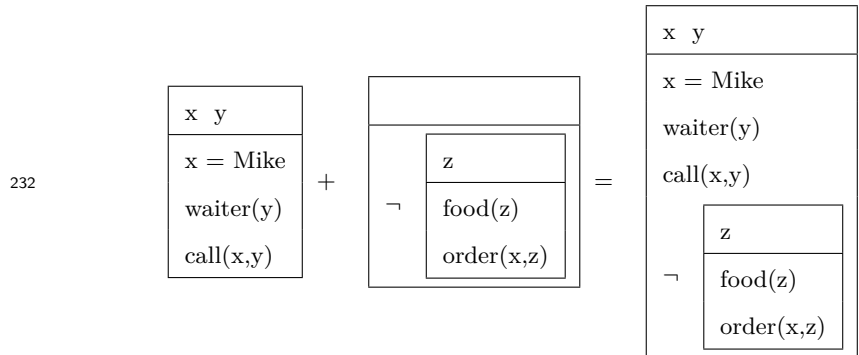 232
x y
x = Mike
waiter(y)
call(x,y)
+
¬
z
food(z)
order(x,z)
=
x y
x = Mike
waiter(y)
call(x,y)
¬
z
food(z)
order(x,z)